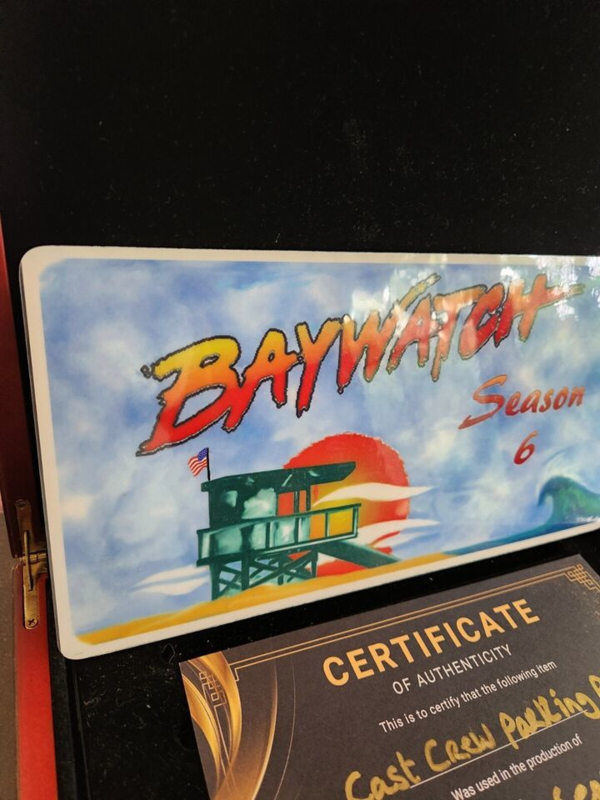 BAYWATCH
Season
6
CERTIFICATE
OF AUTHENTICITY
This is to certify that the following item
Cast Crew Parking
Was used in the production of